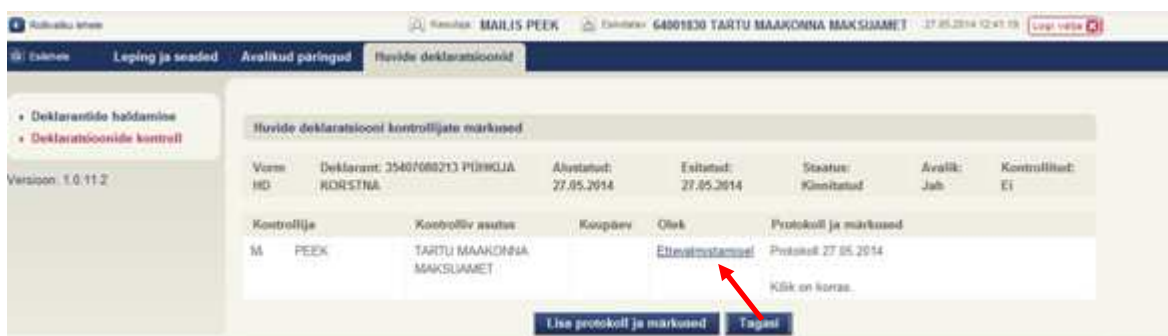 Kasutaja: MAILIS PEEK Esindatav: 64001830 TARTU MAAKONNA MAKSUAMET 27.05.2014 12:41:19 Logi välja
Esilehele Leping ja seaded Avalikud päringud Huvide deklaratsioonid
Deklarantide haldamine
Deklaratsioonide kontroll
Versioon: 1.0.11.2
Huvide deklaratsiooni kontrollijate märkused
Vorm Deklarant: 35407080213 PÜHKIJA Alustatud: Esitatud: Staatus: Avalik: Kontrollitud:
HD KORSTNA 27.05.2014 27.05.2014 Kinnitatud Jah Ei
Kontrollija Kontrolliv asutus Kuupäev Olek Protokoll ja märkused
M PEEK TARTU MAAKONNA Ettevalmistamisel Protokoll 27.05.2014
MAKSUAMET
Kõik on korras.
Lisa protokoll ja märkused Tagasi